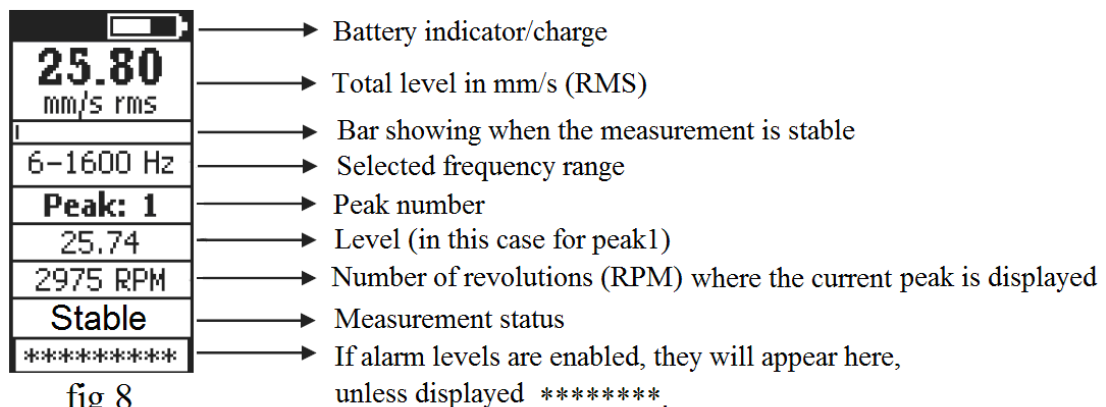 25.80
mm/s rms
6-1600 Hz
Peak: 1
25.74
2975 RPM
Stable
*********
fig 8
Battery indicator/charge
Total level in mm/s (RMS)
Bar showing when the measurement is stable
Selected frequency range
Peak number
Level (in this case for peak1)
Number of revolutions (RPM) where the current peak is displayed
Measurement status
If alarm levels are enabled, they will appear here,
unless displayed ********.